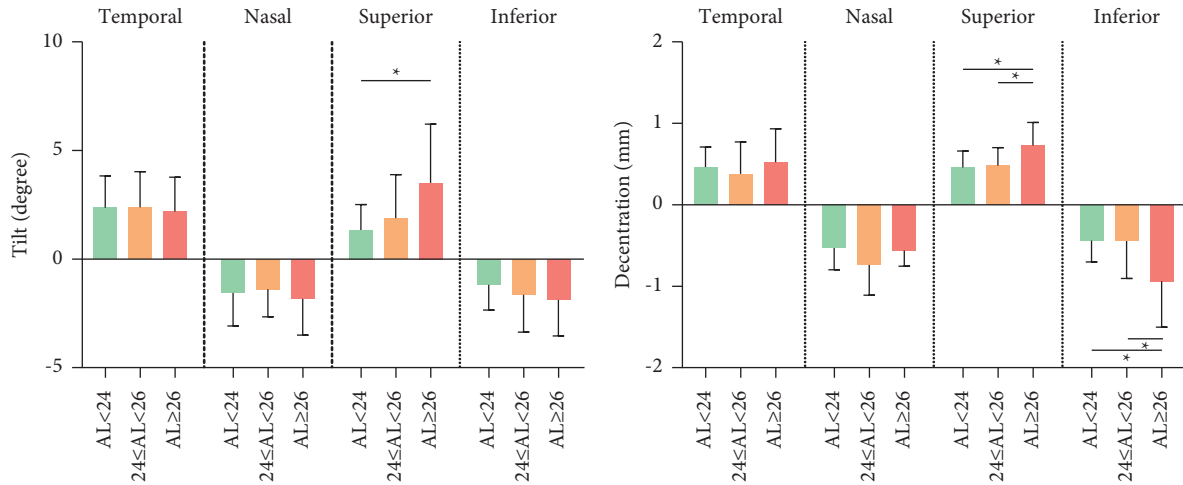 Temporal Nasal Superior Inferior
Tilt (degree)
10
5
0
-5
*
AL<24
24≤AL<26
AL≥26
AL<24
24≤AL<26
AL≥26
AL<24
24≤AL<26
AL≥26
AL<24
24≤AL<26
AL≥26
Temporal Nasal Superior Inferior
Decentration (mm)
2
1
0
-1
-2
*
*
*
*
AL<24
24≤AL<26
AL≥26
AL<24
24≤AL<26
AL≥26
AL<24
24≤AL<26
AL≥26
AL<24
24≤AL<26
AL≥26